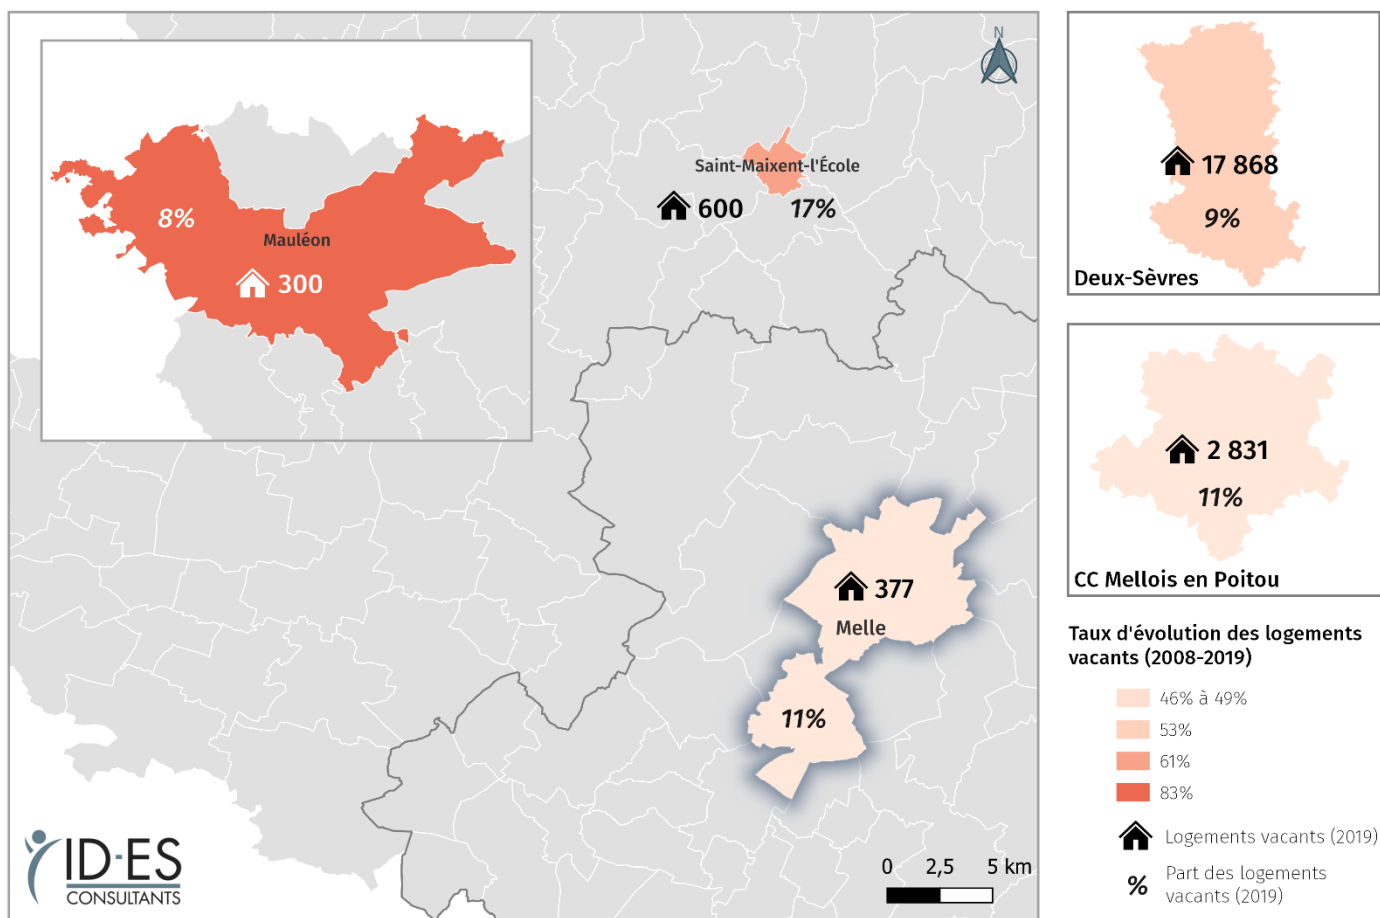 N
8%
Mauléon
300
Saint-Maixent-l'École
600
17%
377
Melle
11%
0 2,5 5 km
ID-ES
CONSULTANTS
17 868
9%
Deux-Sèvres
2 831
11%
CC Mellois en Poitou
Taux d'évolution des logements
vacants (2008-2019)
46% à 49%
53%
61%
83%
Logements vacants (2019)
% Part des logements
vacants (2019)